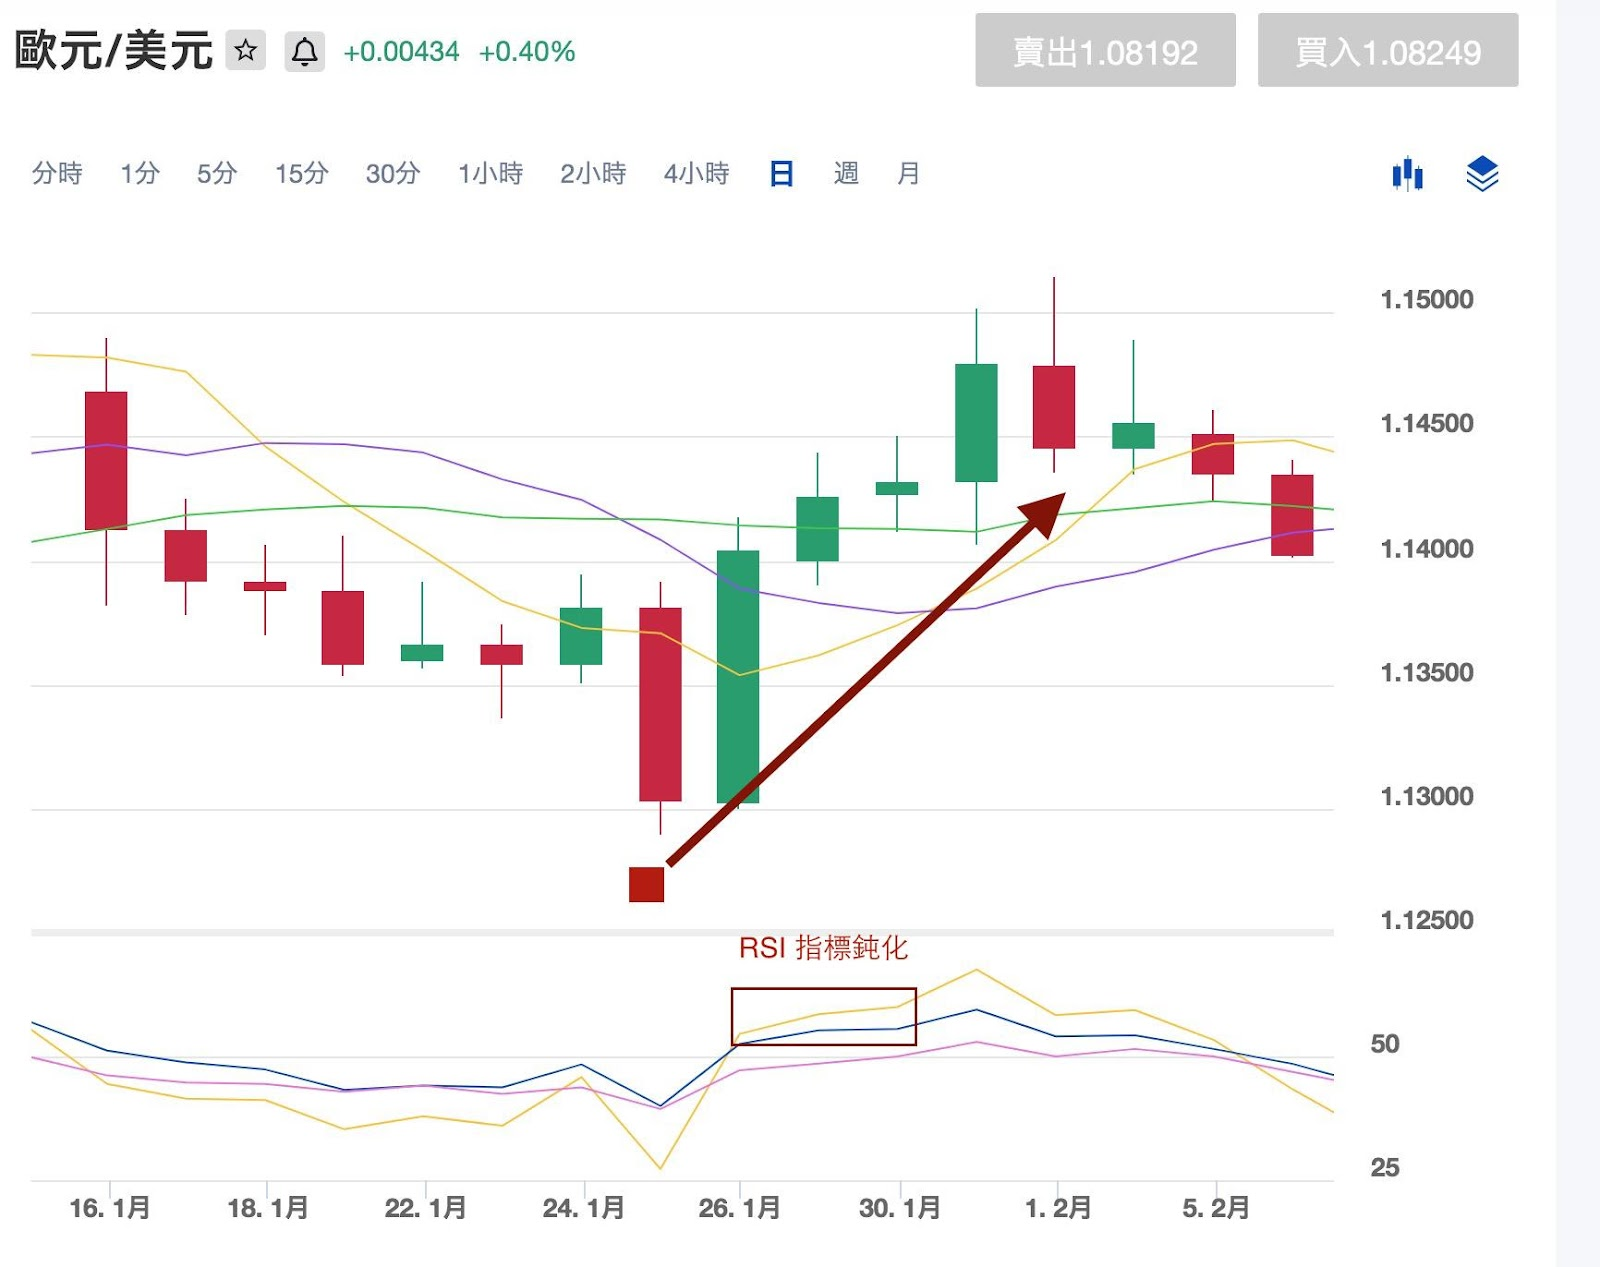 歐元/美元 +0.00434 +0.40% 賣出1.08192 買入1.08249
分時 1分 5分 15分 30分 1小時 2小時 4小時 日 週 月
1.15000
1.14500
1.14000
1.13500
1.13000
1.12500
RSI 指標鈍化
50
25
16. 1月 18. 1月 22. 1月 24. 1月 26. 1月 30. 1月 1. 2月 5. 2月